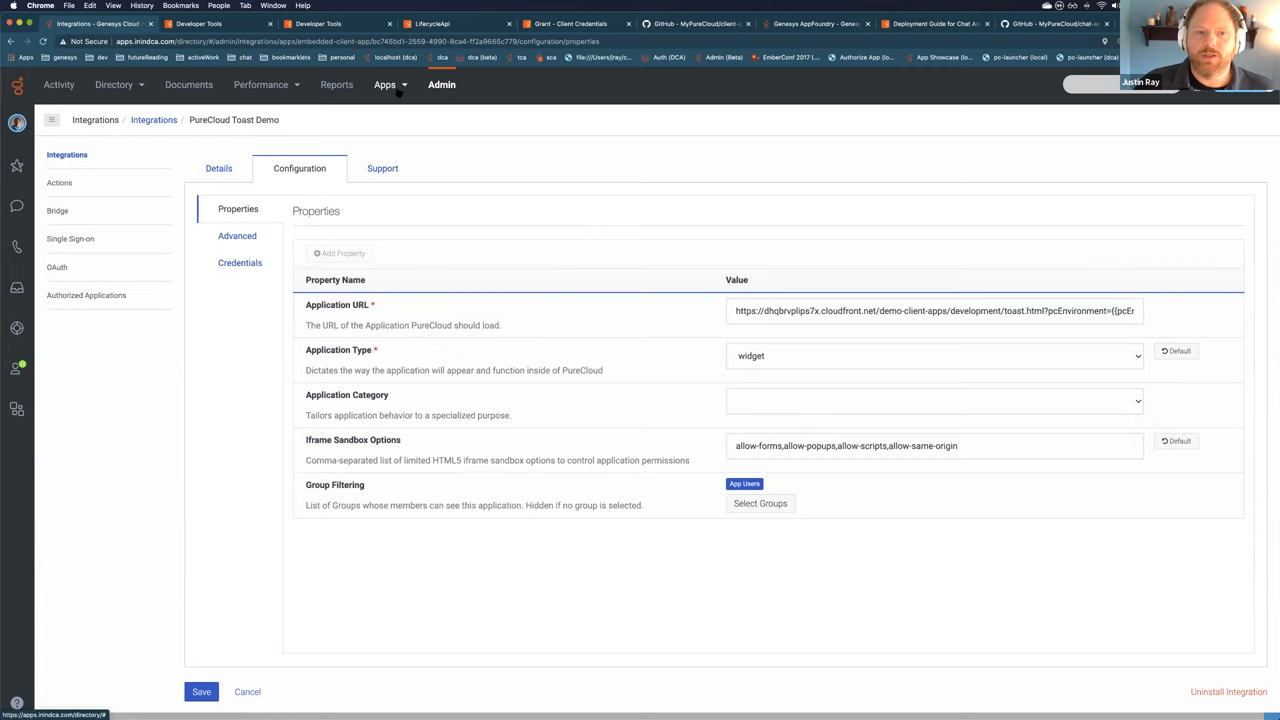 Chrome File Edit View History Bookmarks People Tab Window Help
Integrations - Genesys Cloud
Developer Tools
Developer Tools
LifecycleApi
Grant - Client Credentials
GitHub - MyPureCloud/client-
Genesys AppFoundry - Genes
Deployment Guide for Chat As
GitHub - MyPureCloud/chat-
Not Secure apps.inindca.com/directory/#/admin/integrations/apps/embedded-client-app/bc745bd1-2559-4990-8ca4-ff2a9665c779/configuration/properties
Apps genesys dev futureReading activeWork chat bookmarklets personal localhost (dca) dca dca (beta) tca sca file:///Users/jray/c... Auth (DCA) Admin (Beta) EmberConf 2017 I... Authorize App (lo... App Showcase (lo... pc-launcher (loca... pc-launcher (dca)
Justin Ray
Activity Directory Documents Performance Reports Apps Admin
Integrations / Integrations / PureCloud Toast Demo
Integrations
Actions
Bridge
Single Sign-on
OAuth
Authorized Applications
Details Configuration Support
Properties
Advanced
Credentials
Properties
Add Property
Property Name Value
Application URL *
https://dhqbrvplips7x.cloudfront.net/demo-client-apps/development/toast.html?pcEnvironment={{pcEr
The URL of the Application PureCloud should load.
Application Type *
widget
Default
Dictates the way the application will appear and function inside of PureCloud
Application Category
Tailors application behavior to a specialized purpose.
Iframe Sandbox Options
allow-forms,allow-popups,allow-scripts,allow-same-origin
Default
Comma-separated list of limited HTML5 iframe sandbox options to control application permissions
Group Filtering
App Users
List of Groups whose members can see this application. Hidden if no group is selected.
Select Groups
Save Cancel
Uninstall Integration
https://apps.inindca.com/directory/#